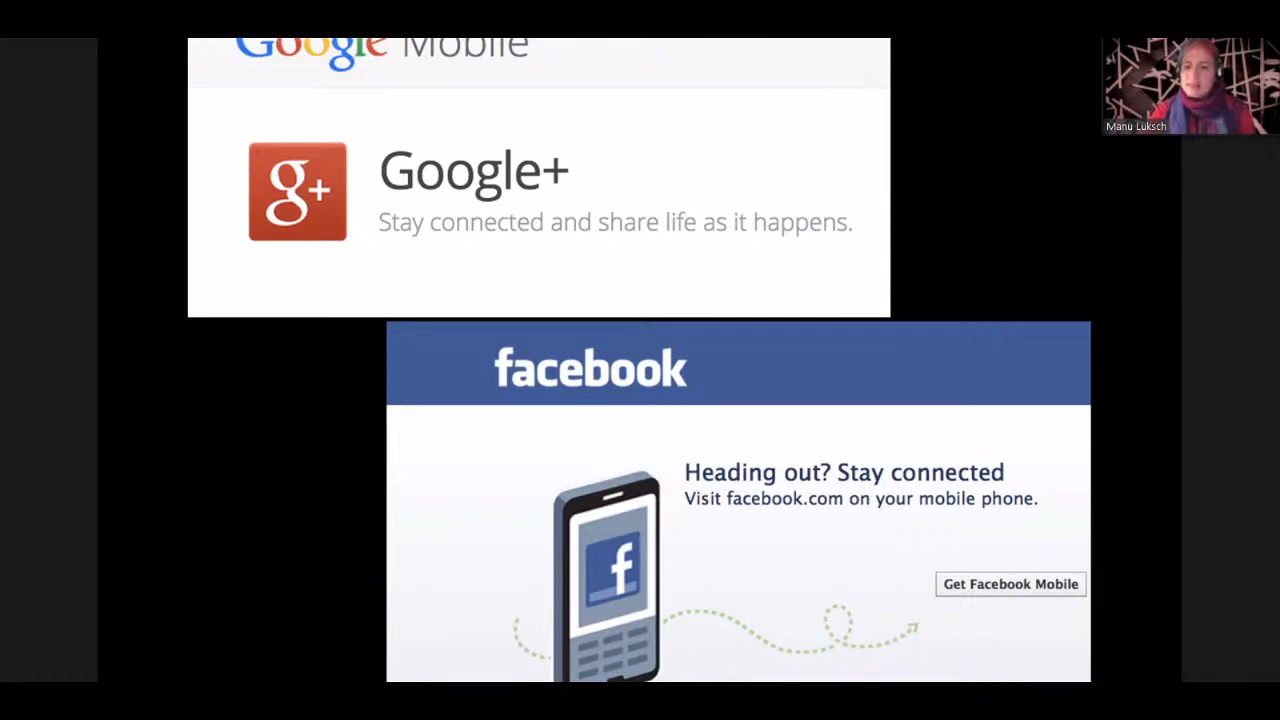 Google Mobile
g+
Google+
Stay connected and share life as it happens.
Manu Luksch
facebook
Heading out? Stay connected
Visit facebook.com on your mobile phone.
f
Get Facebook Mobile